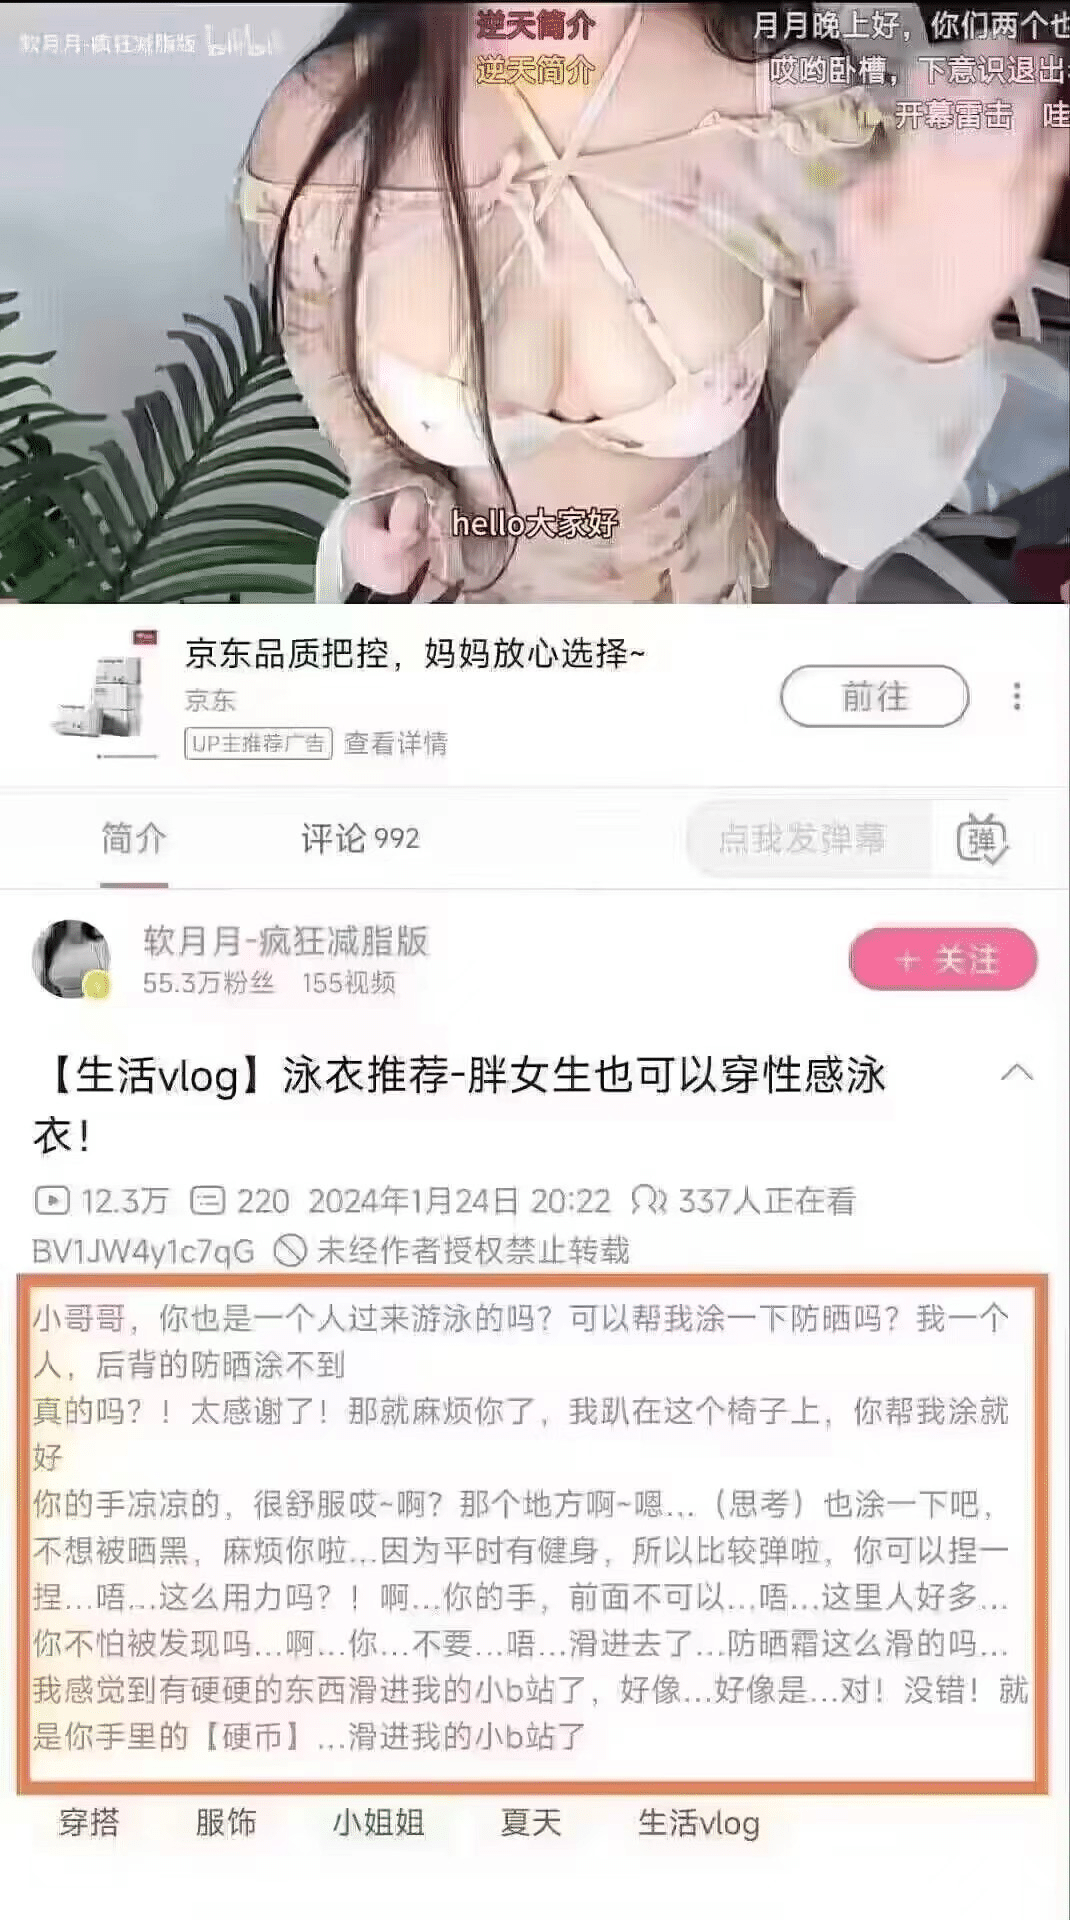 软月月-疯狂减脂版 bilibili
逆天简介
逆天简介
月月晚上好，你们两个也
哎哟卧槽，下意识退出
开幕雷击 哇
hello大家好
京东品质把控，妈妈放心选择~
京东
前往
UP主推荐广告 查看详情
简介 评论 992 点我发弹幕 弹
软月月-疯狂减脂版
55.3万粉丝 155视频
+ 关注
【生活vlog】泳衣推荐-胖女生也可以穿性感泳
衣！
12.3万 220 2024年1月24日 20:22 337人正在看
BV1JW4y1c7qG 未经作者授权禁止转载
小哥哥，你也是一个人过来游泳的吗？可以帮我涂一下防晒吗？我一个
人，后背的防晒涂不到
真的吗？！太感谢了！那就麻烦你了，我趴在这个椅子上，你帮我涂就
好
你的手凉凉的，很舒服哎~啊？那个地方啊~嗯...（思考）也涂一下吧，
不想被晒黑，麻烦你啦...因为平时有健身，所以比较弹啦，你可以捏一
捏...唔...这么用力吗？！啊...你的手，前面不可以...唔...这里人好多...
你不怕被发现吗...啊...你...不要...唔...滑进去了...防晒霜这么滑的吗...
我感觉到有硬硬的东西滑进我的小b站了，好像...好像是...对！没错！就
是你手里的【硬币】...滑进我的小b站了
穿搭 服饰 小姐姐 夏天 生活vlog